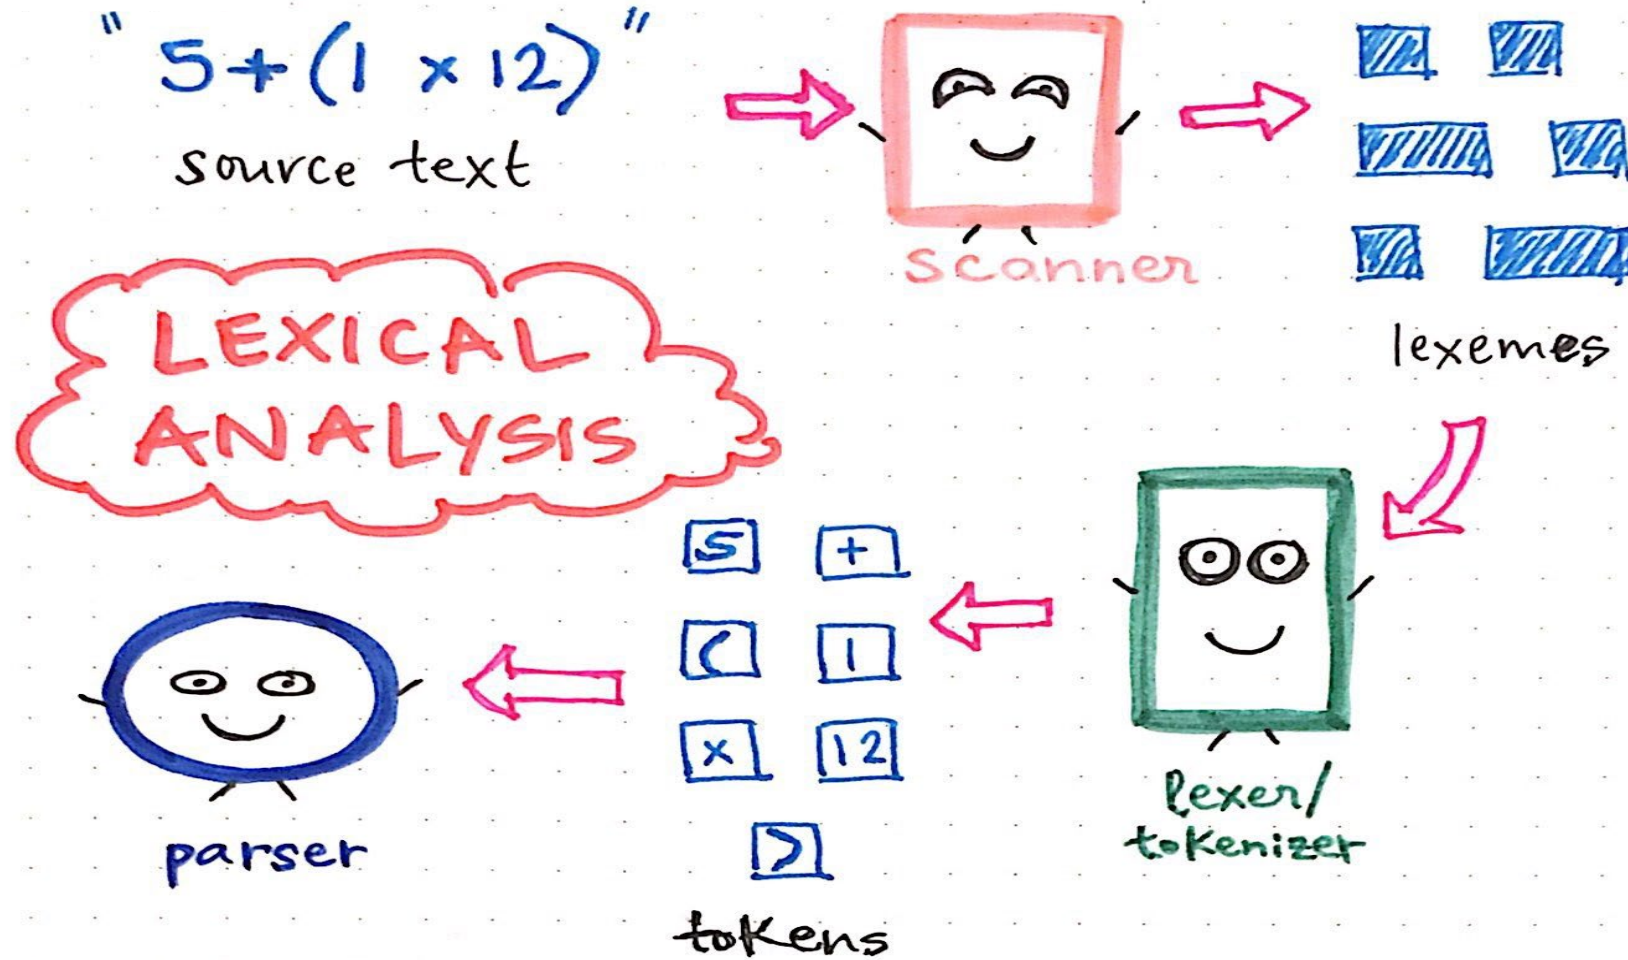 " 5+(1 x 12) "
source text
scanner
lexemes
LEXICAL
ANALYSIS
5 +
( 1
x 12
)
tokens
lexer/
tokenizer
parser